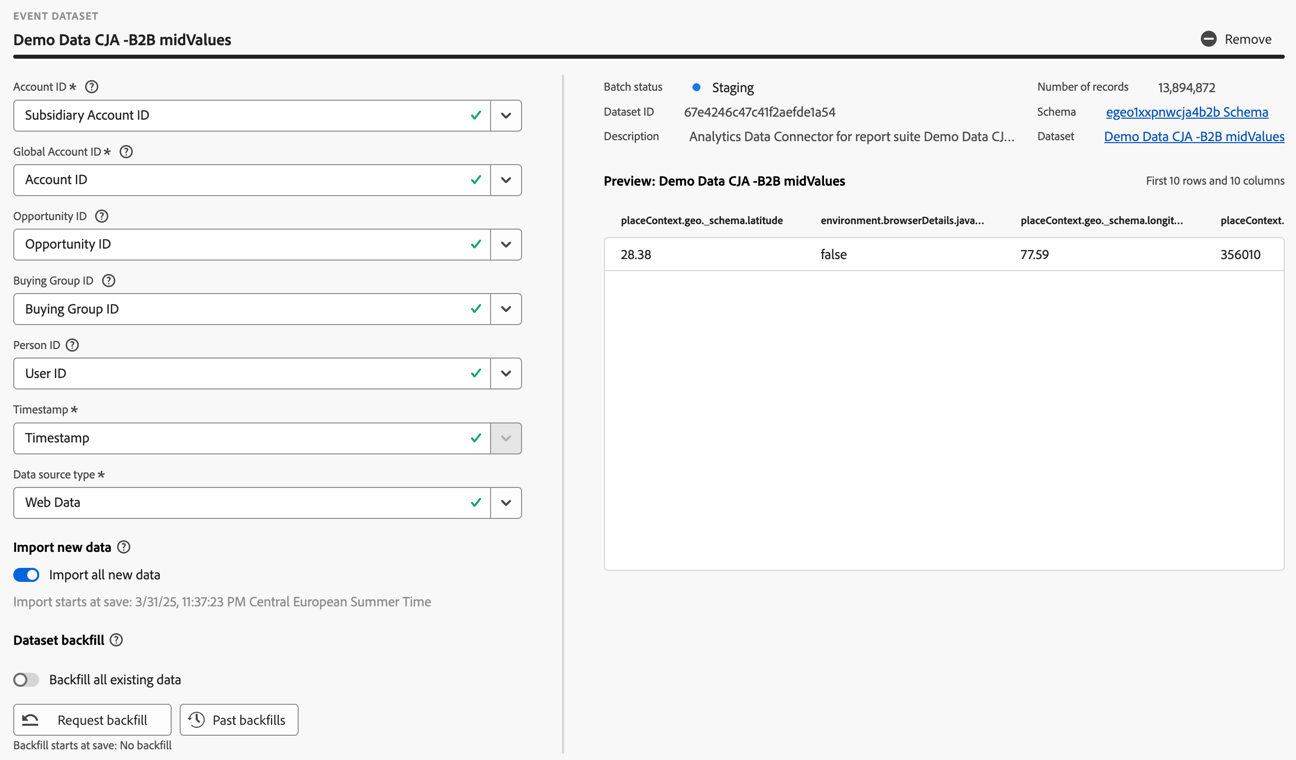 EVENT DATASET
Demo Data CJA -B2B midValues
Remove
Account ID *
Subsidiary Account ID
Global Account ID *
Account ID
Opportunity ID
Opportunity ID
Buying Group ID
Buying Group ID
Person ID
User ID
Timestamp *
Timestamp
Data source type *
Web Data
Import new data
Import all new data
Import starts at save: 3/31/25, 11:37:23 PM Central European Summer Time
Dataset backfill
Backfill all existing data
Request backfill Past backfills
Backfill starts at save: No backfill
Batch status Staging Number of records 13,894,872
Dataset ID 67e4246c47c41f2aefde1a54 Schema egeo1xxpnwcja4b2b Schema
Description Analytics Data Connector for report suite Demo Data CJ... Dataset Demo Data CJA -B2B midValues
Preview: Demo Data CJA -B2B midValues First 10 rows and 10 columns
placeContext.geo._schema.latitude environment.browserDetails.java... placeContext.geo._schema.longit... placeContext.
28.38 false 77.59 356010